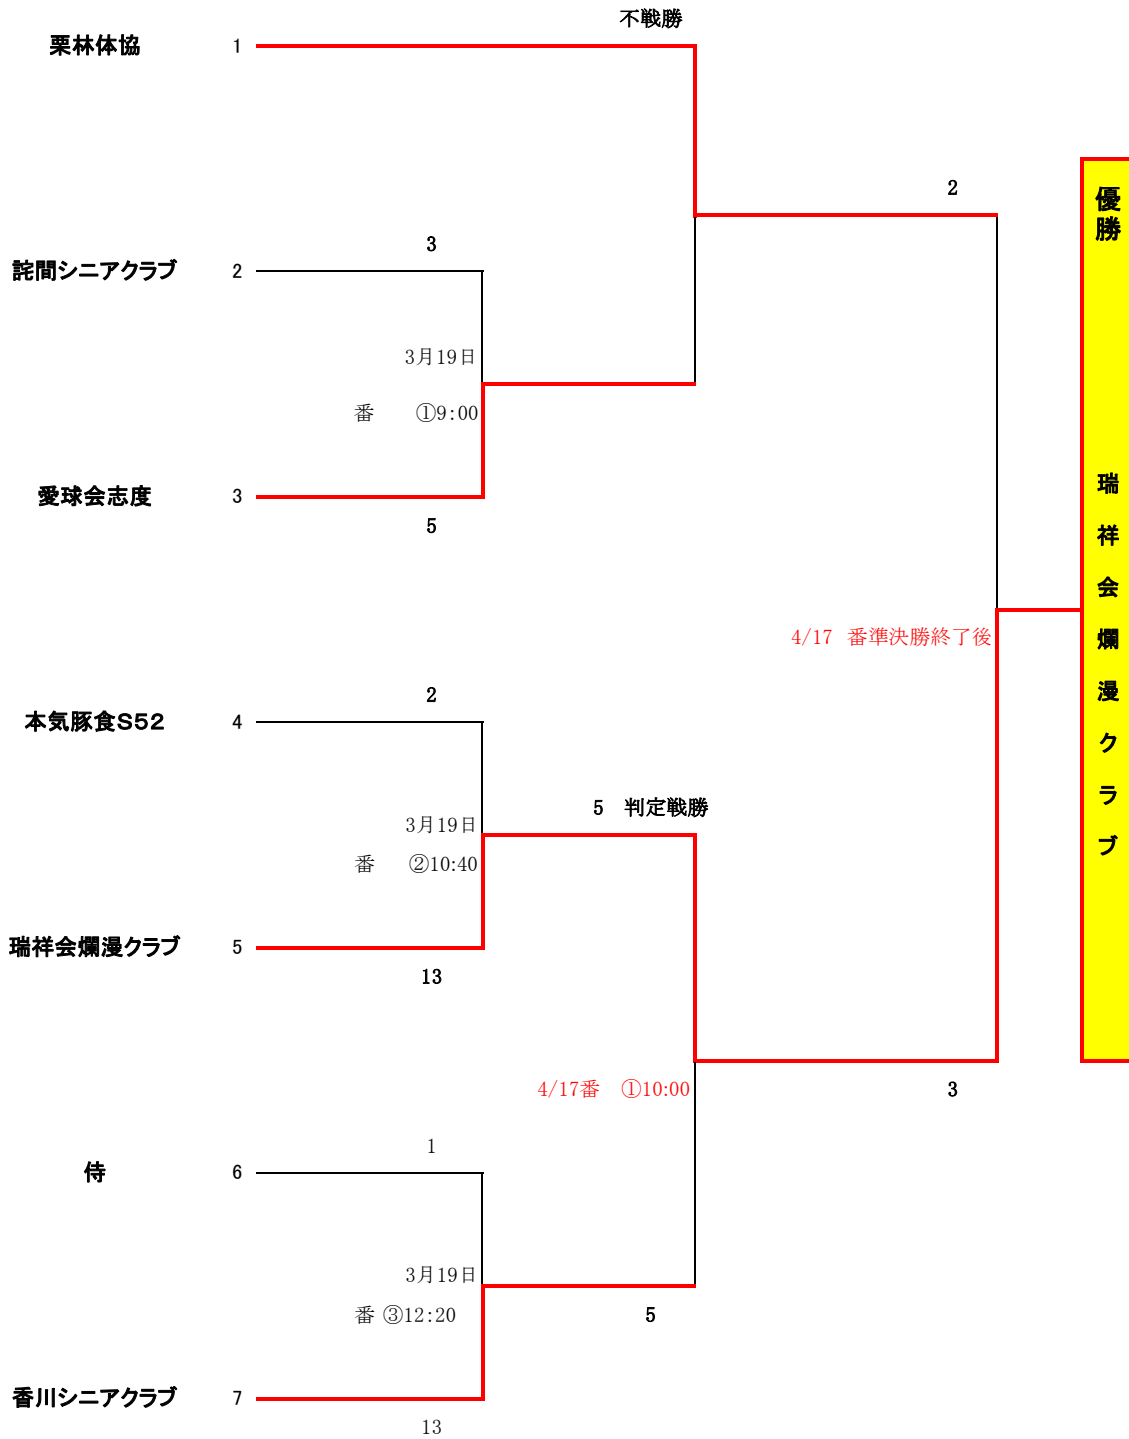 不戦勝
栗林体協 1
2
優勝
3
詫間シニアクラブ 2
3月19日
番 ①9:00
愛球会志度 3
5
瑞祥会爛漫クラブ
4/17 番準決勝終了後
2
本気豚食S52 4
5 判定戦勝
3月19日
番 ②10:40
瑞祥会爛漫クラブ 5
13
4/17番 ①10:00
3
1
侍 6
3月19日
番 ③12:20
5
香川シニアクラブ 7
13